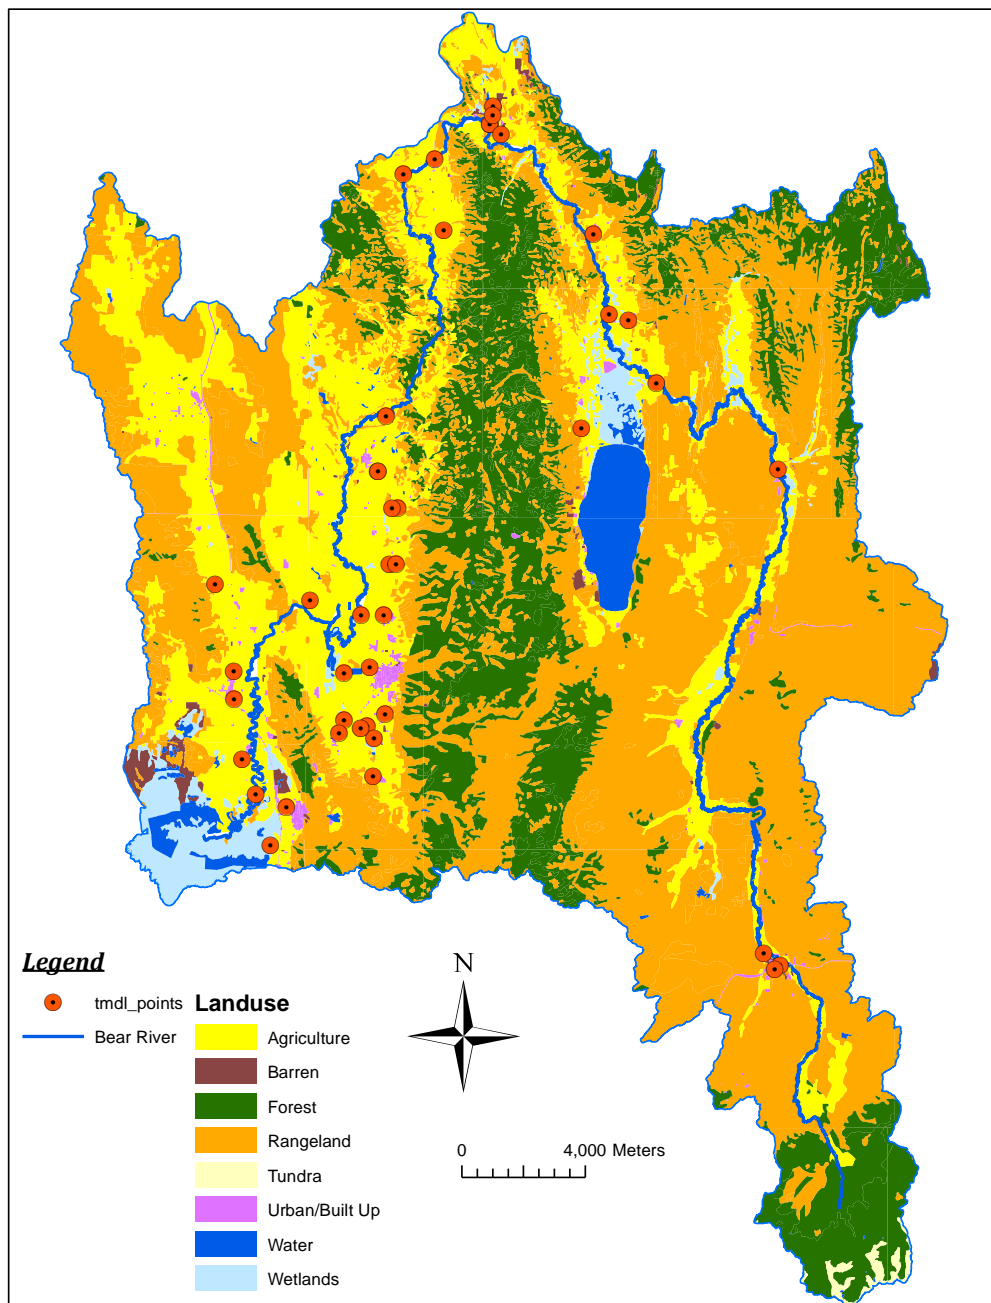 Legend
tmdl_points
Bear River
Landuse
Agriculture
Barren
Forest
Rangeland
Tundra
Urban/Built Up
Water
Wetlands
N
0 4,000 Meters